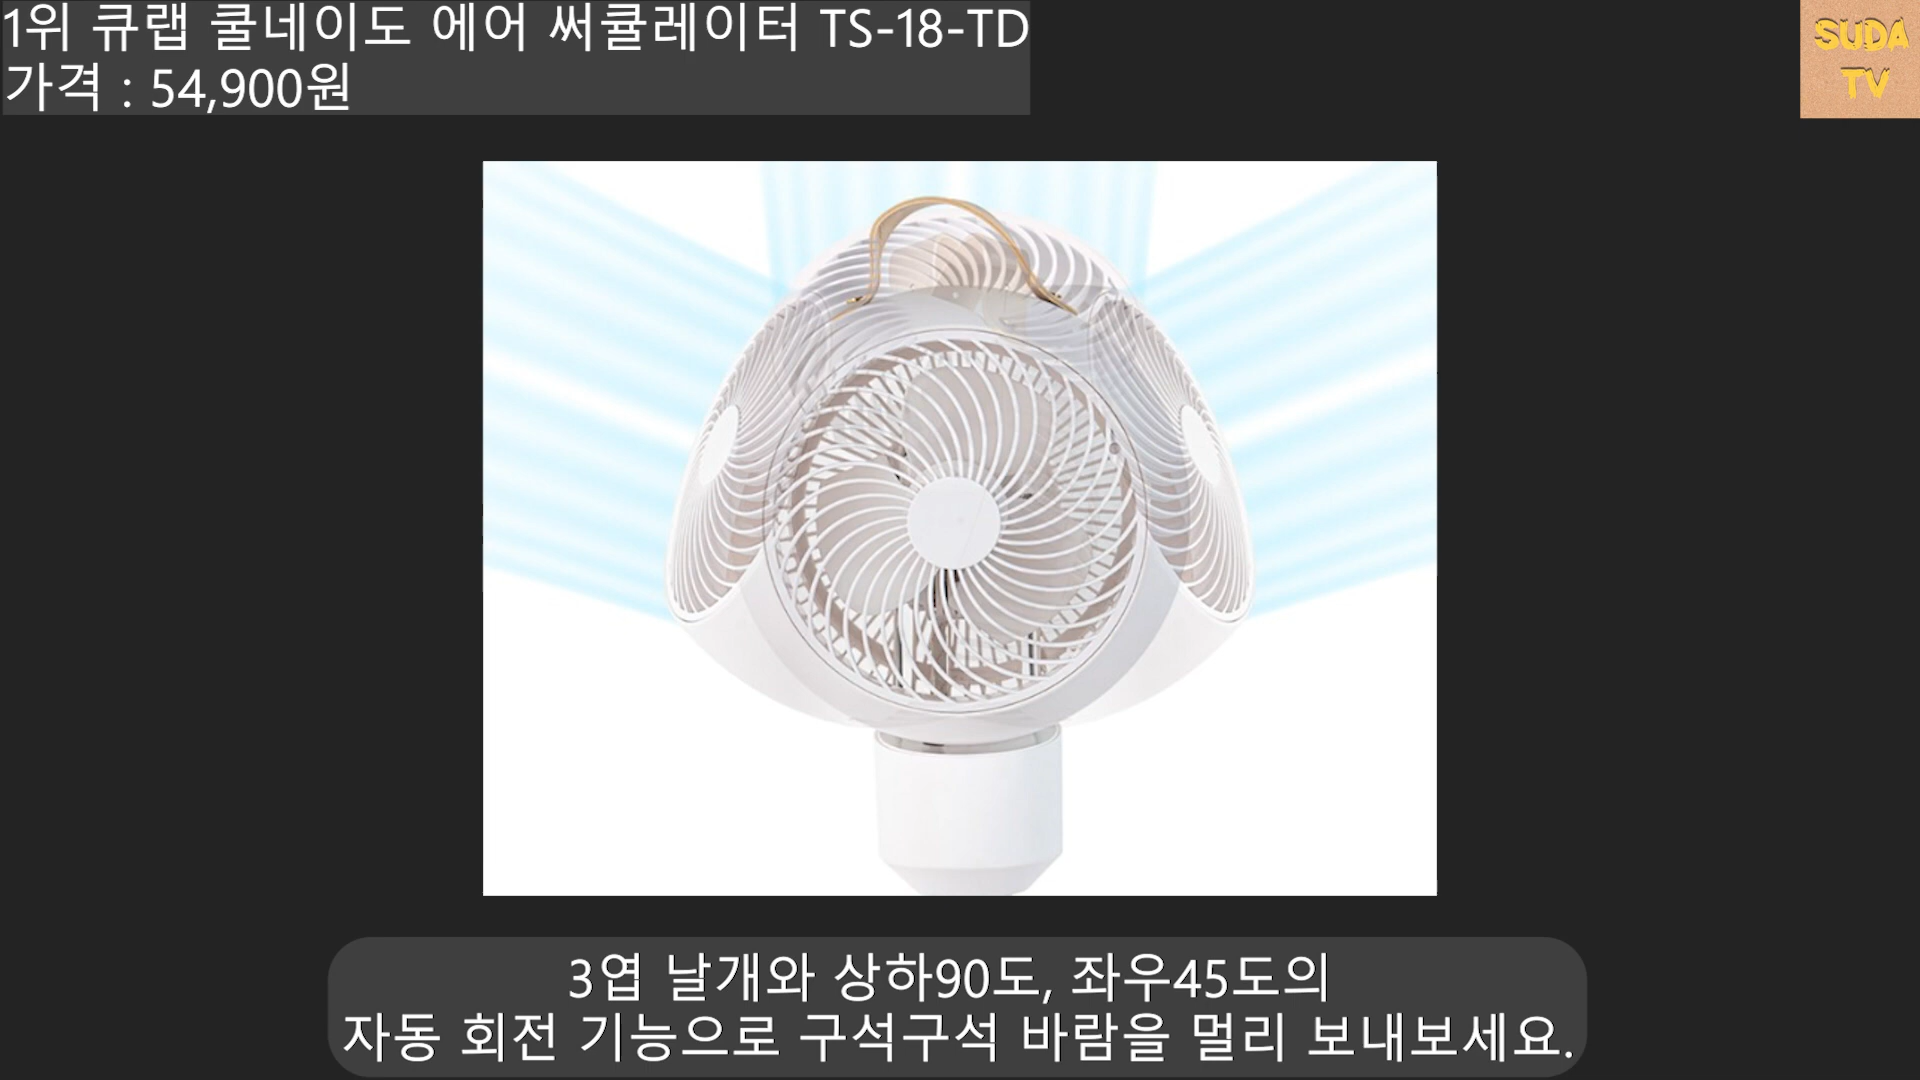 1위 큐랩 쿨네이도 에어 써큘레이터 TS-18-TD
가격 : 54,900원
SUDA
TV
3엽 날개와 상하90도, 좌우45도의
자동 회전 기능으로 구석구석 바람을 멀리 보내보세요.